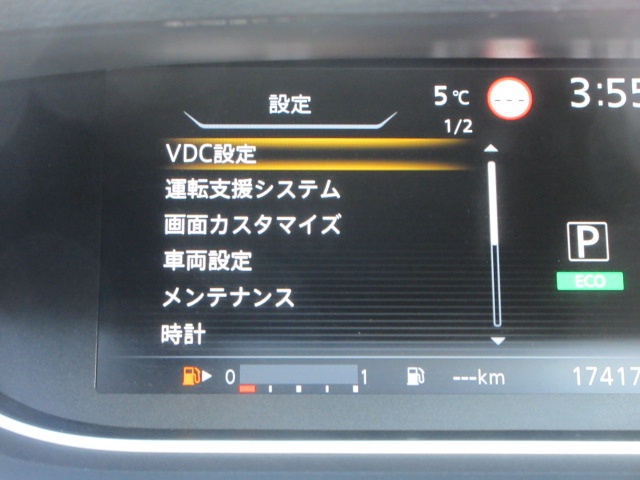 設定
5℃
---
3:55
1/2
VDC設定
運転支援システム
画面カスタマイズ
車両設定
メンテナンス
時計
P
ECO
0 1 ---km 17417